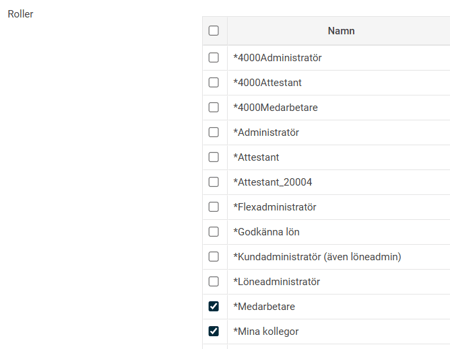 Roller
Namn
*4000Administratör
*4000Attestant
*4000Medarbetare
*Administratör
*Attestant
*Attestant_20004
*Flexadministratör
*Godkänna lön
*Kundadministratör (även löneadmin)
*Löneadministratör
*Medarbetare
*Mina kollegor